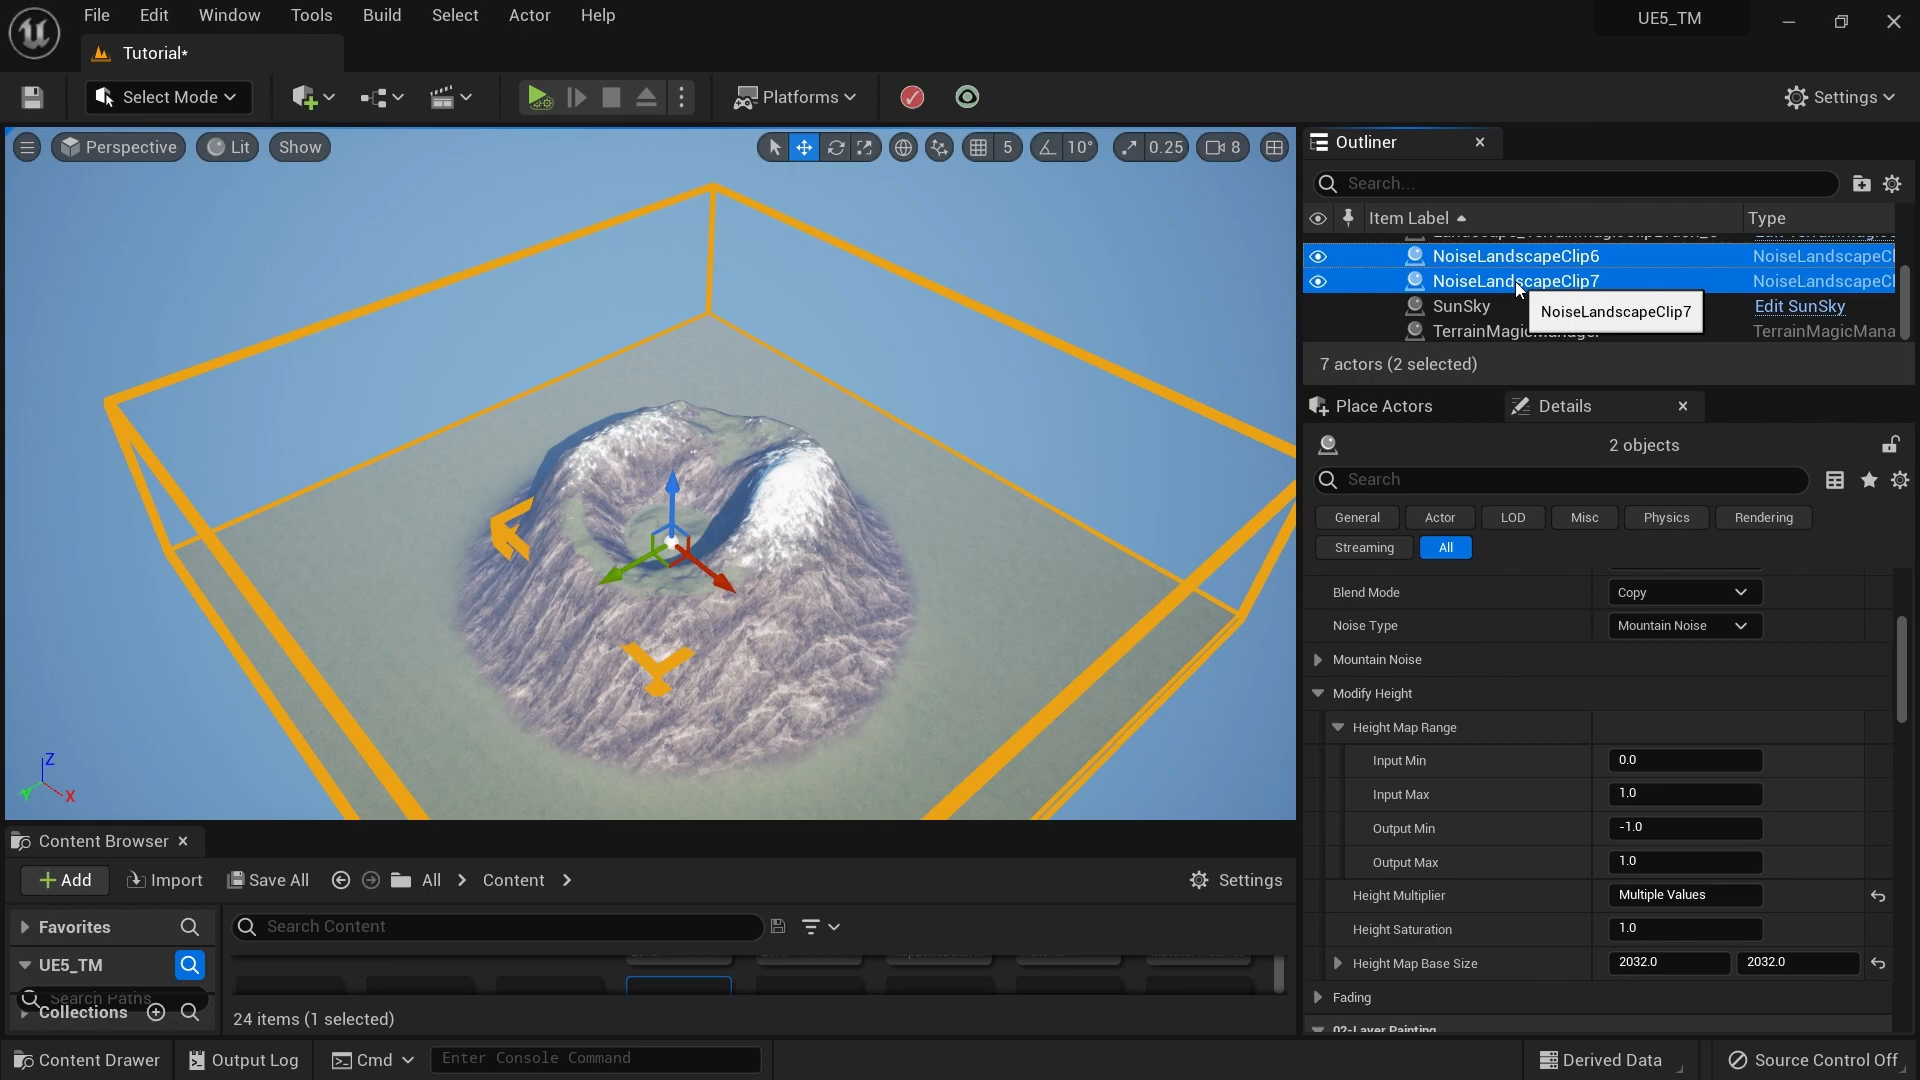 File Edit Window Tools Build Select Actor Help
UE5_TM
Tutorial*
Select Mode
Platforms
Settings
Perspective
Lit
Show
5
10°
0.25
8
Outliner
Search...
Item Label
Type
NoiseLandscapeClip6
NoiseLandscapeCl
NoiseLandscapeClip7
NoiseLandscapeCl
SunSky
Edit SunSky
NoiseLandscapeClip7
TerrainMagicManager
TerrainMagicMana
7 actors (2 selected)
Place Actors
Details
2 objects
Search
General
Actor
LOD
Misc
Physics
Rendering
Streaming
All
Blend Mode
Copy
Noise Type
Mountain Noise
Mountain Noise
Modify Height
Height Map Range
Input Min
0.0
Input Max
1.0
Output Min
-1.0
Output Max
1.0
Height Multiplier
Multiple Values
Height Saturation
1.0
Height Map Base Size
2032.0
2032.0
Fading
02-Layer Painting
Z
Y
X
Content Browser
Add
Import
Save All
All
Content
Settings
Favorites
Search Content
UE5_TM
Search Paths
Collections
24 items (1 selected)
Content Drawer
Output Log
Cmd
Enter Console Command
Derived Data
Source Control Off